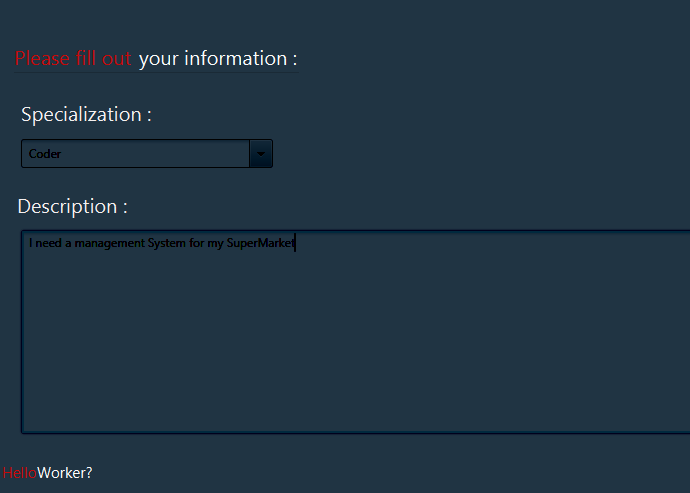 Please fill out your information :
Specialization :
Coder
Description :
I need a management System for my SuperMarket
HelloWorker?